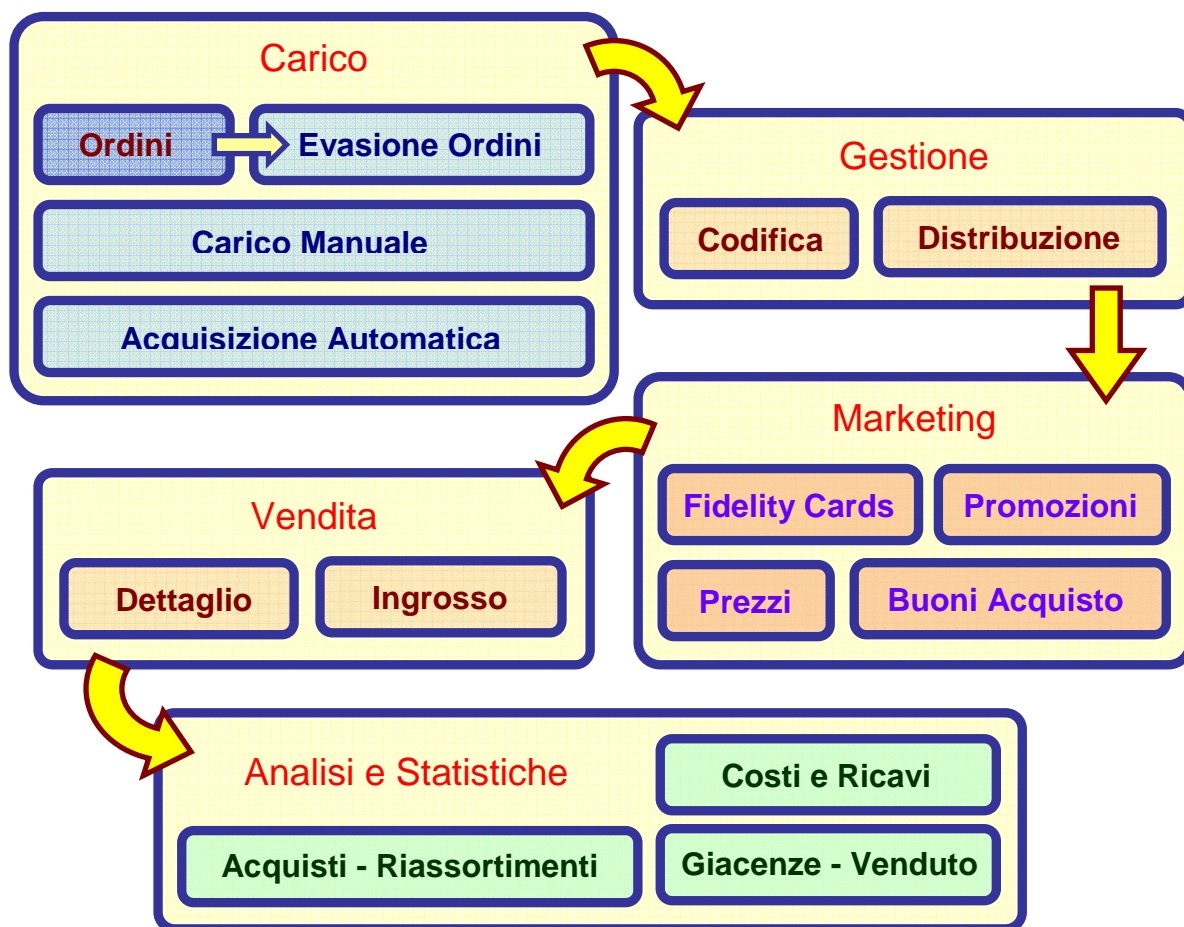 Carico
Ordini
Evasione Ordini
Carico Manuale
Acquisizione Automatica
Gestione
Codifica
Distribuzione
Marketing
Fidelity Cards
Promozioni
Prezzi
Buoni Acquisto
Vendita
Dettaglio
Ingrosso
Analisi e Statistiche
Costi e Ricavi
Acquisti - Riassortimenti
Giacenze - Venduto